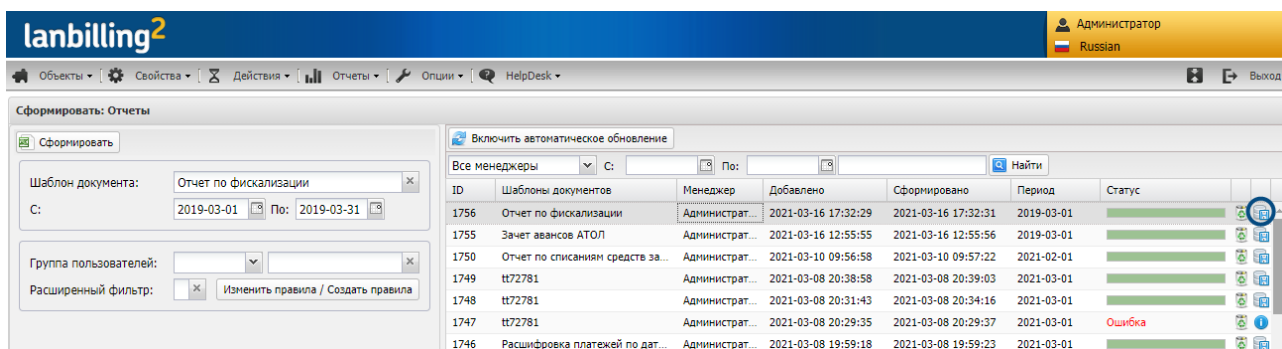 lanbilling2
Администратор
Russian
Объекты Свойства Действия Отчеты Опции HelpDesk Выход
Сформировать: Отчеты
Сформировать
Шаблон документа: Отчет по фискализации
С: 2019-03-01 По: 2019-03-31
Группа пользователей:
Расширенный фильтр: Изменить правила / Создать правила
Включить автоматическое обновление
Все менеджеры С: По: Найти
ID Шаблоны документов Менеджер Добавлено Сформировано Период Статус
1756 Отчет по фискализации Администрат... 2021-03-16 17:32:29 2021-03-16 17:32:31 2019-03-01
1755 Зачет авансов АТОЛ Администрат... 2021-03-16 12:55:55 2021-03-16 12:55:56 2019-03-01
1750 Отчет по списаниям средств за... Администрат... 2021-03-10 09:56:58 2021-03-10 09:57:22 2021-02-01
1749 tt72781 Администрат... 2021-03-08 20:38:58 2021-03-08 20:39:03 2021-03-01
1748 tt72781 Администрат... 2021-03-08 20:31:43 2021-03-08 20:34:16 2021-03-01
1747 tt72781 Администрат... 2021-03-08 20:29:35 2021-03-08 20:29:37 2021-03-01 Ошибка
1746 Расшифровка платежей по дат... Администрат... 2021-03-08 19:59:18 2021-03-08 19:59:23 2021-03-01